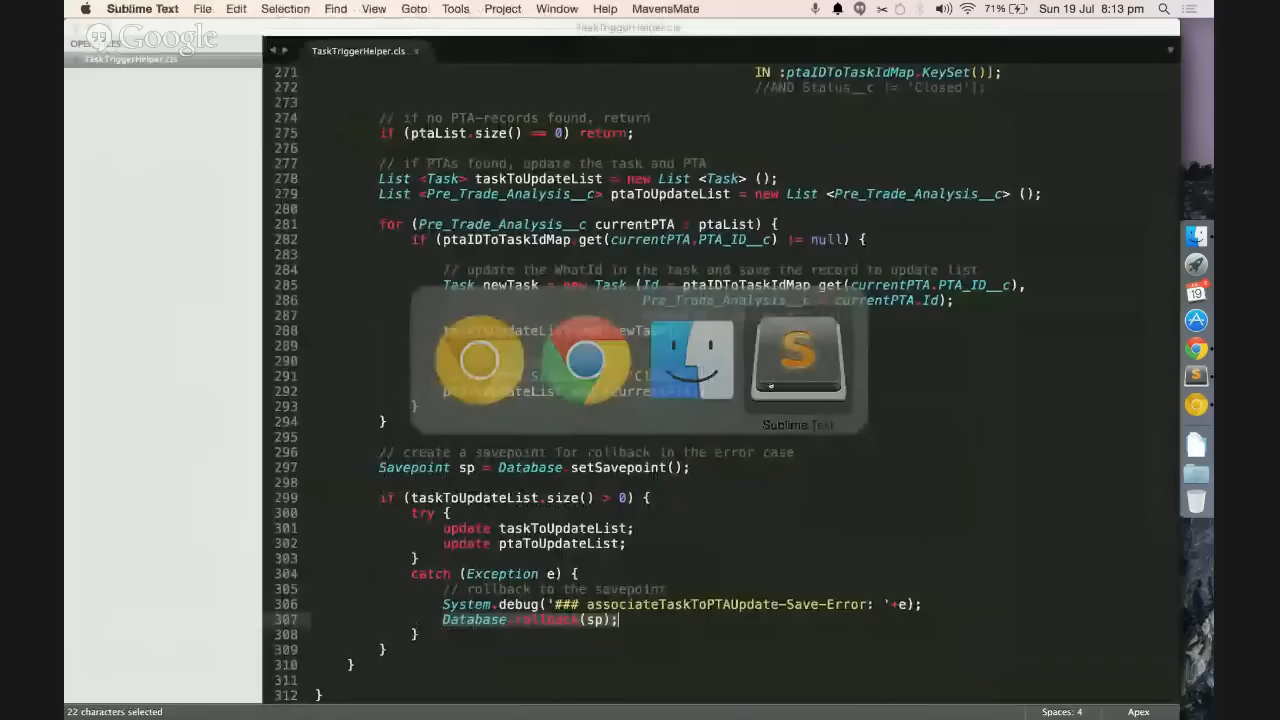 Sublime Text File Edit Selection Find View Goto Tools Project Window Help MavensMate 71% Sun 19 Jul 8:13 pm
Google
TaskTriggerHelper.cls
OPEN FILES
TaskTriggerHelper.cls
TaskTriggerHelper.cls
271 IN :ptaIDToTaskIdMap.KeySet()];
272 //AND Status__c != 'Closed'];
273
274 // if no PTA-records found, return
275 if (ptaList.size() == 0) return;
276
277 // if PTAs found, update the task and PTA
278 List <Task> taskToUpdateList = new List <Task> ();
279 List <Pre_Trade_Analysis__c> ptaToUpdateList = new List <Pre_Trade_Analysis__c> ();
280
281 for (Pre_Trade_Analysis__c currentPTA : ptaList) {
282 if (ptaIDToTaskIdMap.get(currentPTA.PTA_ID__c) != null) {
283
284 // update the WhatId in the task and save the record to update list
285 Task newTask = new Task (Id = ptaIDToTaskIdMap.get(currentPTA.PTA_ID__c),
286 Pre_Trade_Analysis__c = currentPTA.Id);
287
288
289
290
291
292
293 }
294 }
295
296 // create a savepoint for rollback in the error case
297 Savepoint sp = Database.setSavepoint();
298
299 if (taskToUpdateList.size() > 0) {
300 try {
301 update taskToUpdateList;
302 update ptaToUpdateList;
303 }
304 catch (Exception e) {
305 // rollback to the savepoint
306 System.debug('### associateTaskToPTAUpdate-Save-Error: '+e);
307 Database.rollback(sp);
308 }
309 }
310 }
311
312 }
Sublime Text
19
22 characters selected Spaces: 4 Apex